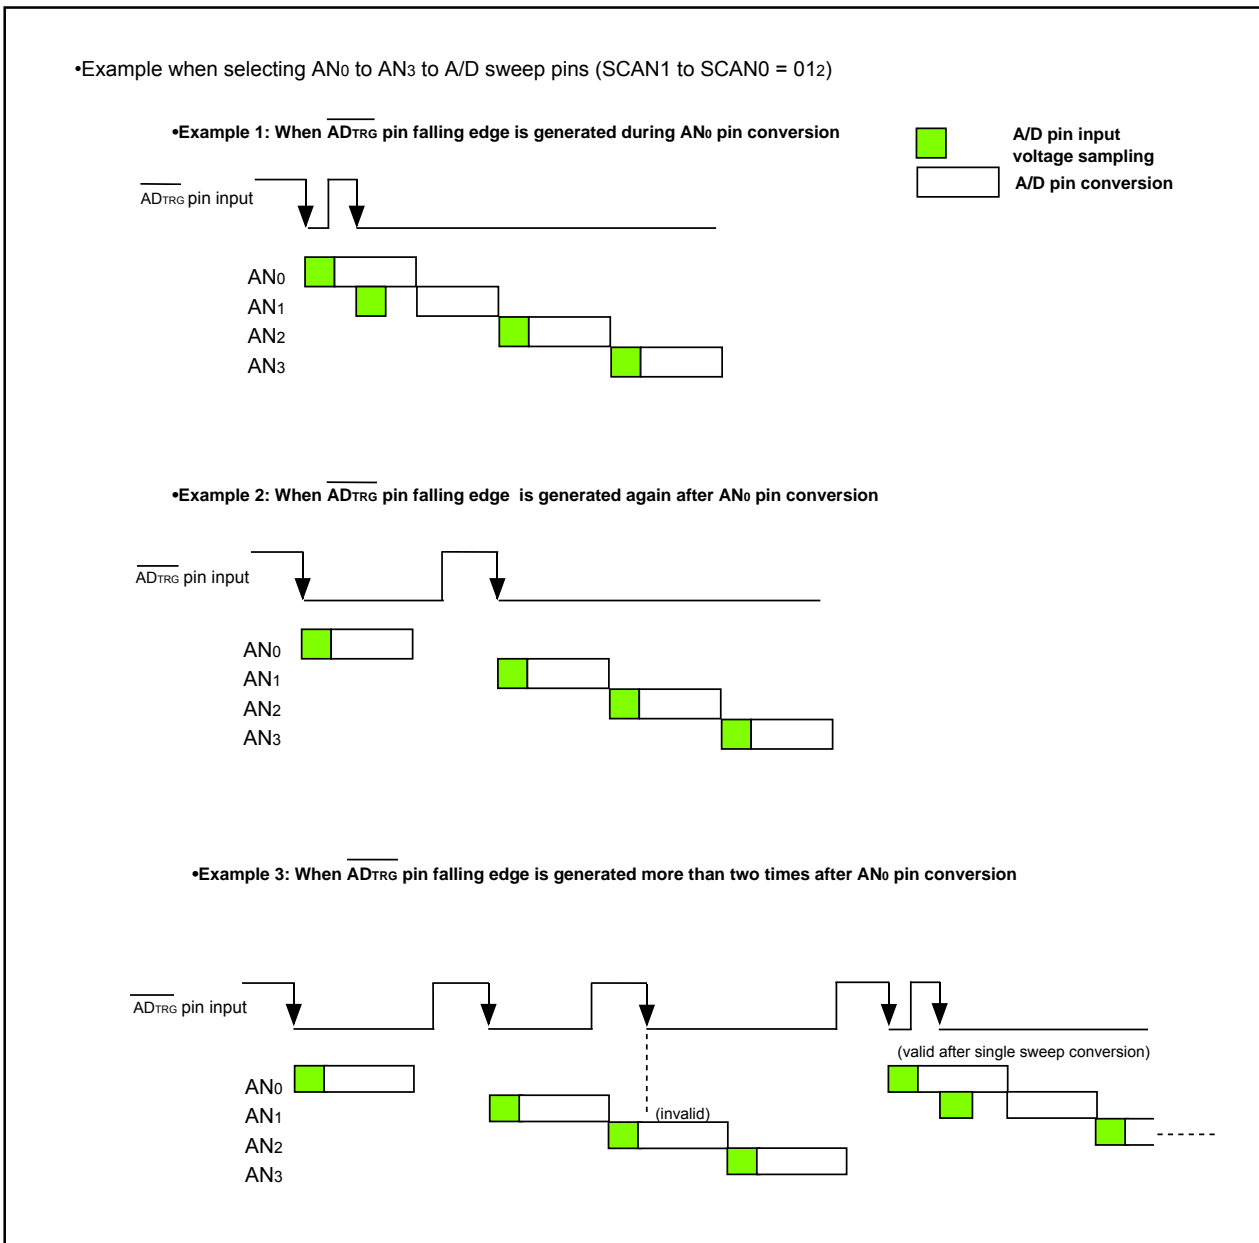 •Example when selecting AN0 to AN3 to A/D sweep pins (SCAN1 to SCAN0 = 012)
•Example 1: When ADTRG pin falling edge is generated during AN0 pin conversion
A/D pin input
voltage sampling
A/D pin conversion
ADTRG pin input
AN0
AN1
AN2
AN3
•Example 2: When ADTRG pin falling edge is generated again after AN0 pin conversion
ADTRG pin input
AN0
AN1
AN2
AN3
•Example 3: When ADTRG pin falling edge is generated more than two times after AN0 pin conversion
ADTRG pin input
(valid after single sweep conversion)
AN0
AN1
(invalid)
AN2
AN3